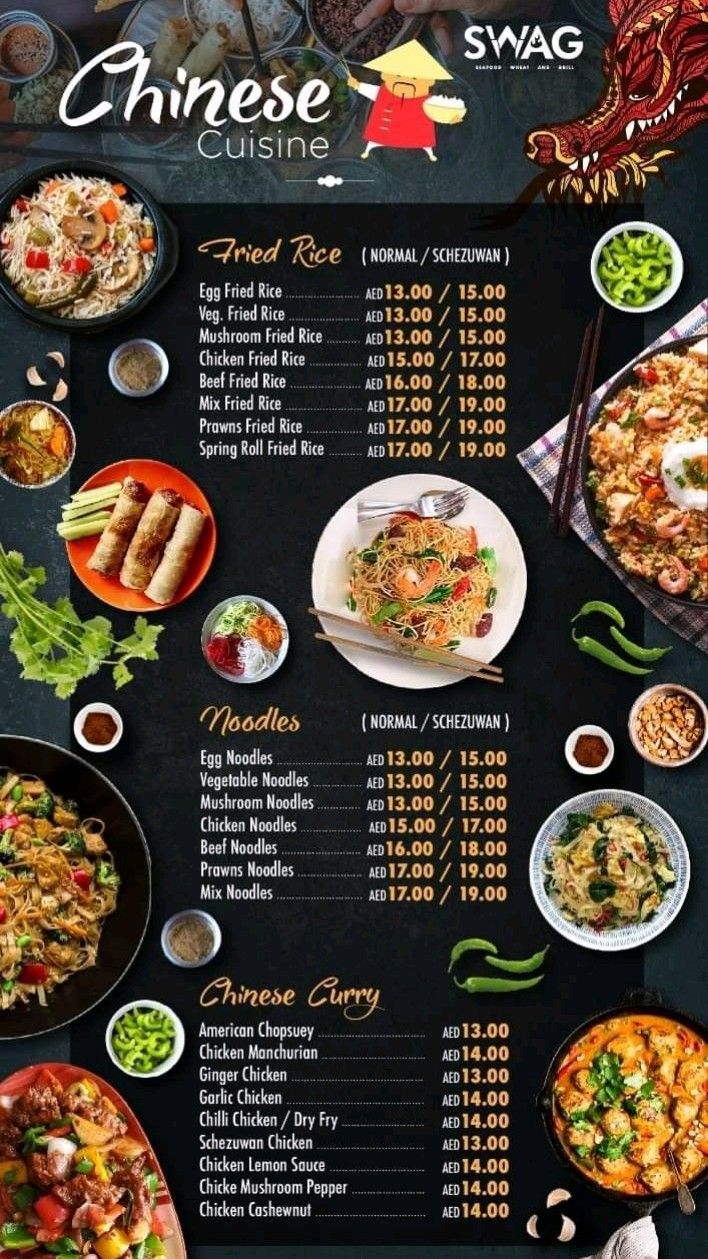 Chinese
Cuisine
SWAG
SEAFOOD WHEAT AND GRILL
Fried Rice ( NORMAL / SCHEZUWAN )
Egg Fried Rice AED 13.00 / 15.00
Veg. Fried Rice AED 13.00 / 15.00
Mushroom Fried Rice AED 13.00 / 15.00
Chicken Fried Rice AED 15.00 / 17.00
Beef Fried Rice AED 16.00 / 18.00
Mix Fried Rice AED 17.00 / 19.00
Prawns Fried Rice AED 17.00 / 19.00
Spring Roll Fried Rice AED 17.00 / 19.00
Noodles ( NORMAL / SCHEZUWAN )
Egg Noodles AED 13.00 / 15.00
Vegetable Noodles AED 13.00 / 15.00
Mushroom Noodles AED 13.00 / 15.00
Chicken Noodles AED 15.00 / 17.00
Beef Noodles AED 16.00 / 18.00
Prawns Noodles AED 17.00 / 19.00
Mix Noodles AED 17.00 / 19.00
Chinese Curry
American Chopsuey AED 13.00
Chicken Manchurian AED 14.00
Ginger Chicken AED 13.00
Garlic Chicken AED 14.00
Chilli Chicken / Dry Fry AED 14.00
Schezuwan Chicken AED 13.00
Chicken Lemon Sauce AED 14.00
Chicke Mushroom Pepper AED 14.00
Chicken Cashewnut AED 14.00